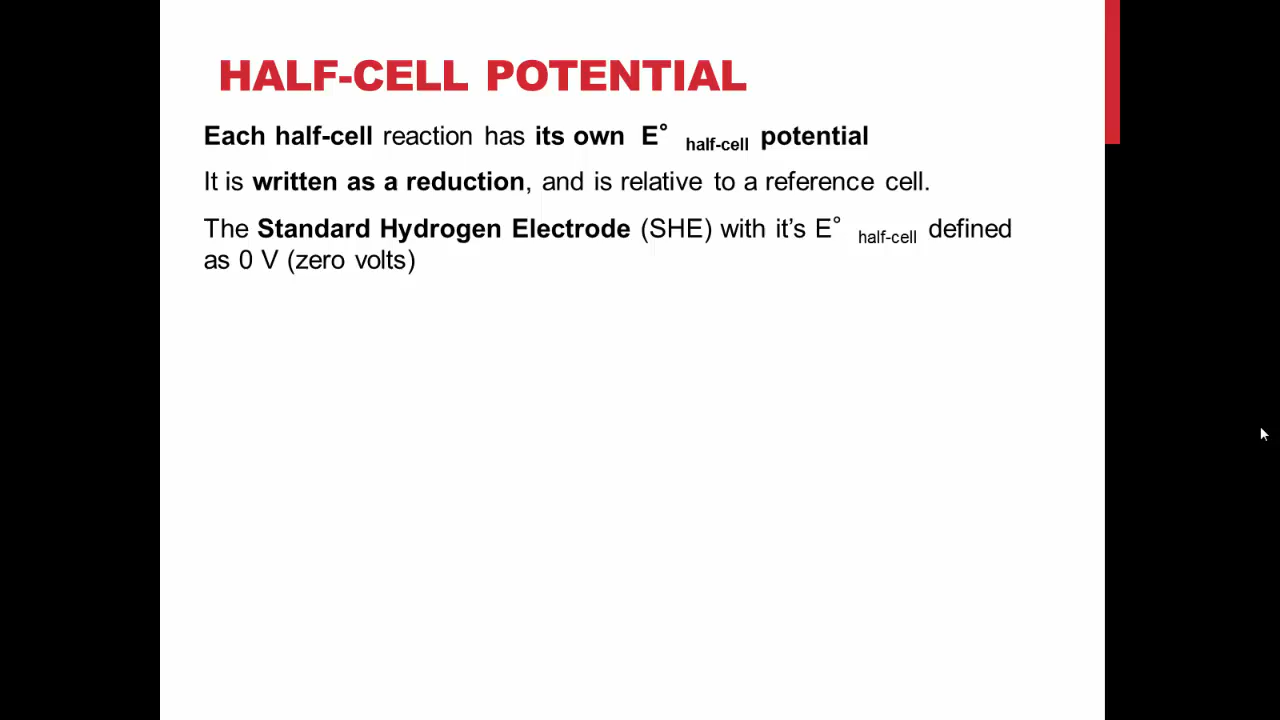 HALF-CELL POTENTIAL
Each half-cell reaction has its own E° half-cell potential
It is written as a reduction, and is relative to a reference cell.
The Standard Hydrogen Electrode (SHE) with it’s E° half-cell defined
as 0 V (zero volts)